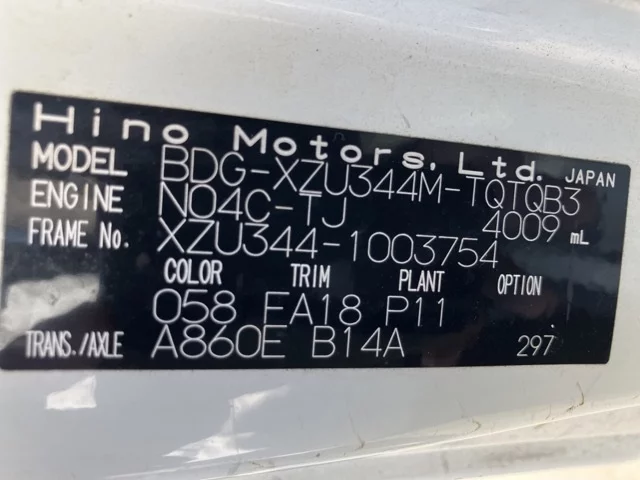 Hino Motors, Ltd. JAPAN
MODEL BDG-XZU344M-TQTQB3
ENGINE N04C-TJ 4009 mL
FRAME No. XZU344-1003754
COLOR TRIM PLANT OPTION
058 FA18 P11
TRANS./AXLE A860E B14A 297